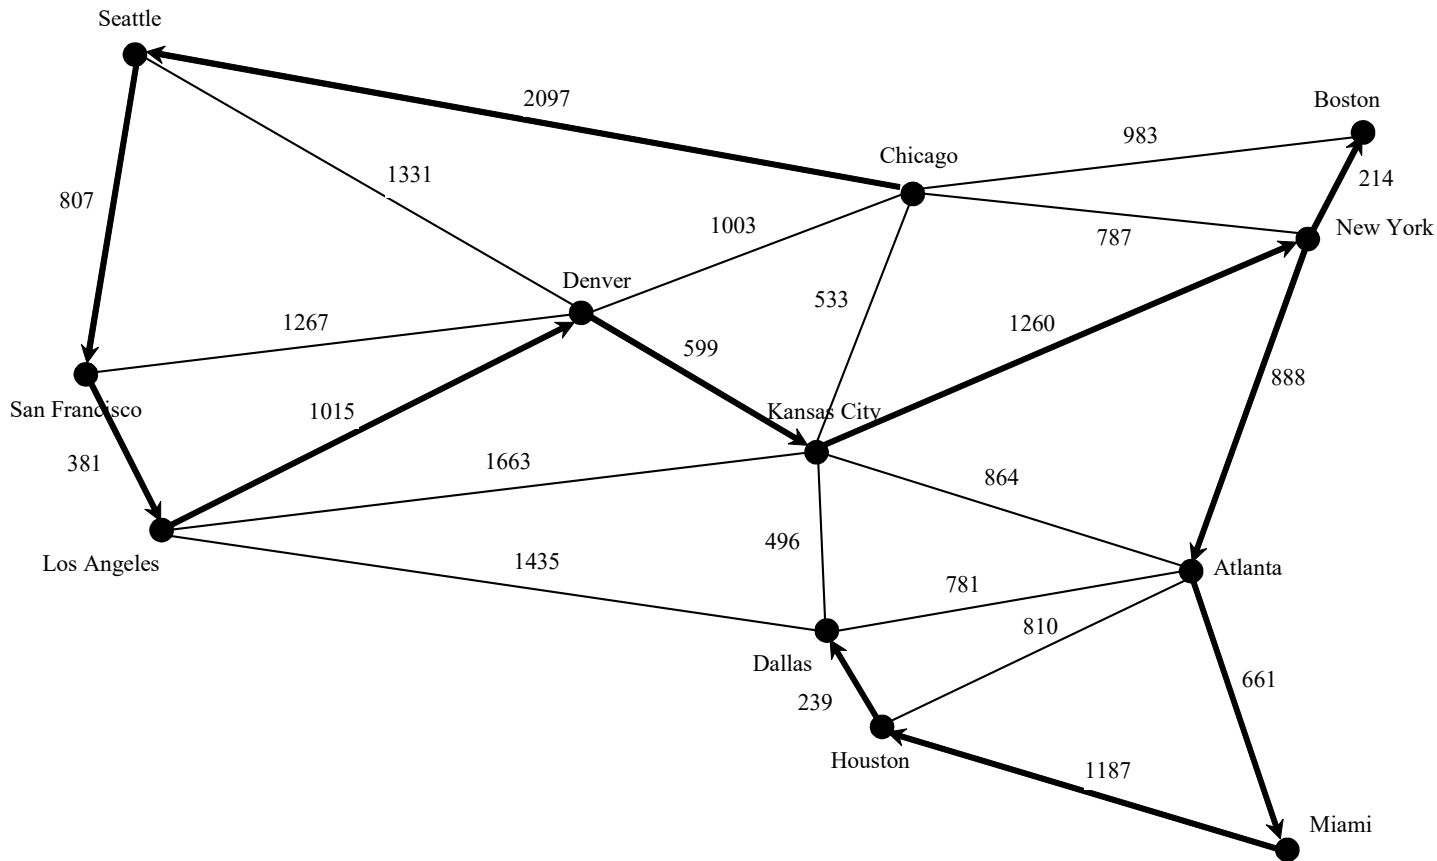 Seattle
2097
Boston
983
Chicago
1331
214
807
1003
New York
787
Denver
533
1267
1260
599
888
San Francisco
1015
Kansas City
381
1663
864
496
Los Angeles
1435
Atlanta
781
810
Dallas
661
239
Houston
1187
Miami